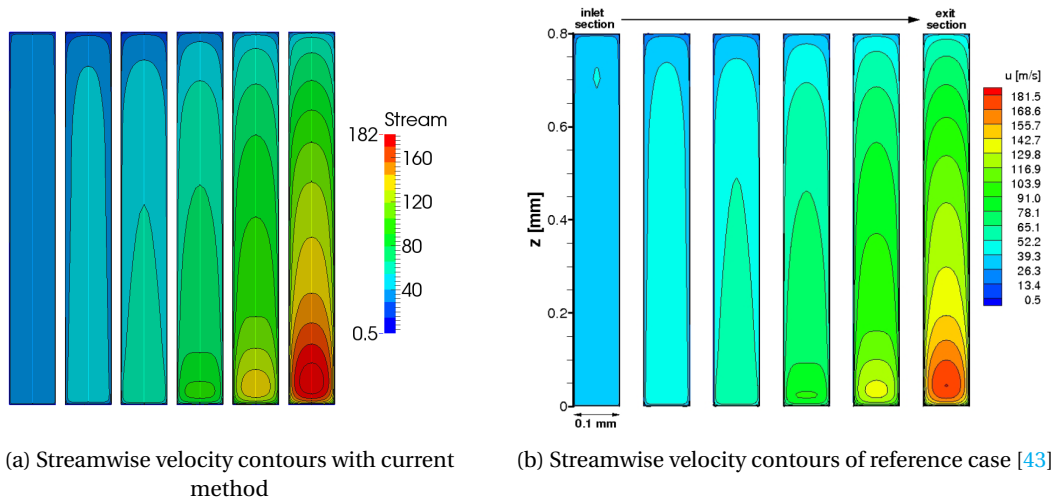 Stream
182
160
120
80
40
0.5
inlet
section
exit
section
0.8
0.6
0.4
0.2
0
z [mm]
0.1 mm
u [m/s]
181.5
168.6
155.7
142.7
129.8
116.8
103.9
91.0
78.1
65.1
52.2
39.3
26.3
13.4
0.5
(a) Streamwise velocity contours with current
method
(b) Streamwise velocity contours of reference case [43]